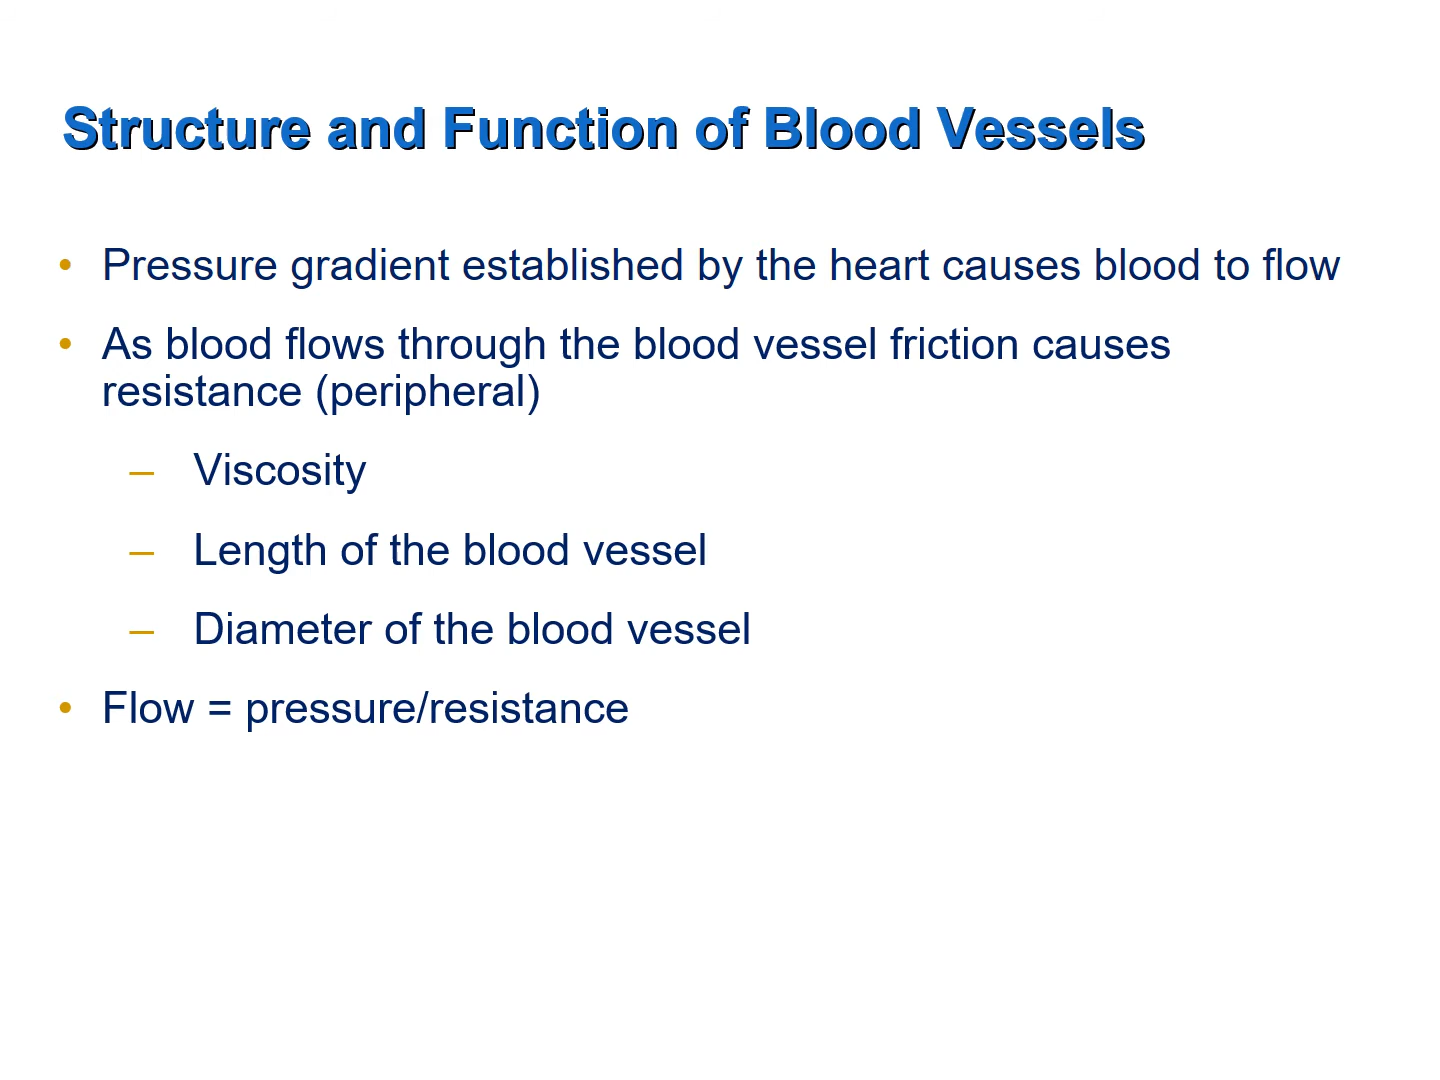 Structure and Function of Blood Vessels
• Pressure gradient established by the heart causes blood to flow
• As blood flows through the blood vessel friction causes
resistance (peripheral)
– Viscosity
– Length of the blood vessel
– Diameter of the blood vessel
• Flow = pressure/resistance